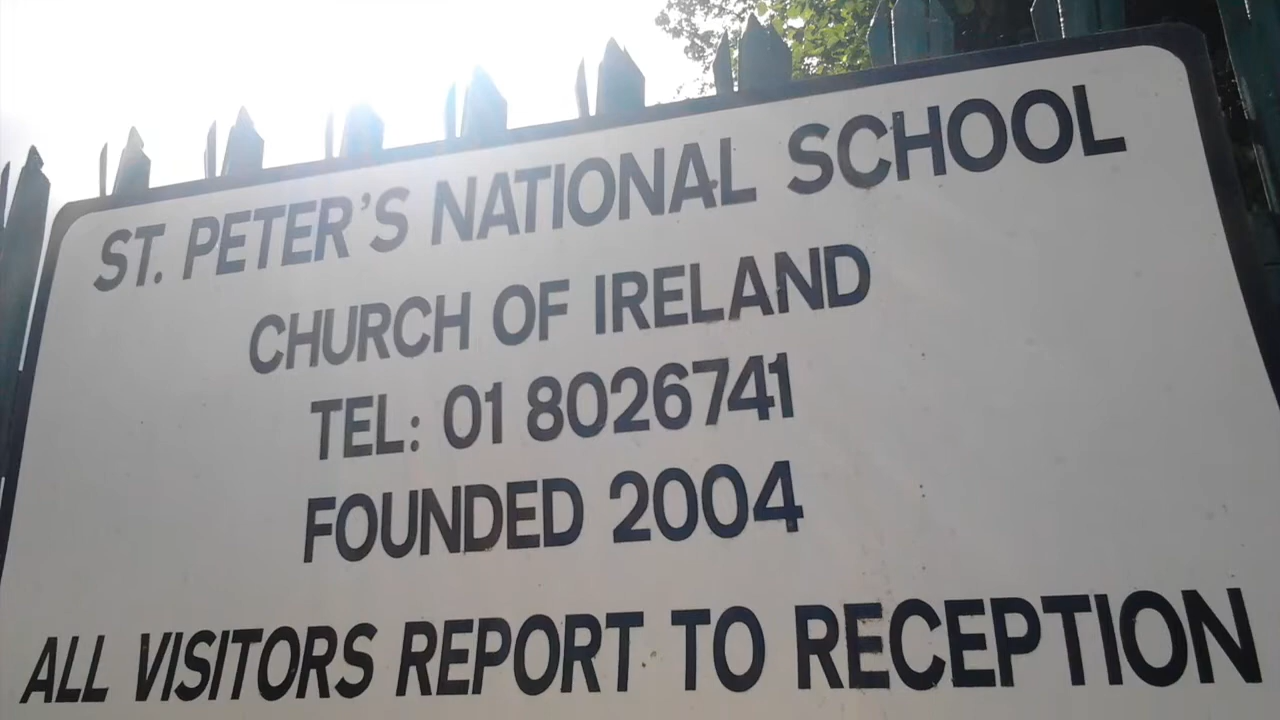 ST. PETER'S NATIONAL SCHOOL
CHURCH OF IRELAND
TEL: 01 8026741
FOUNDED 2004
ALL VISITORS REPORT TO RECEPTION